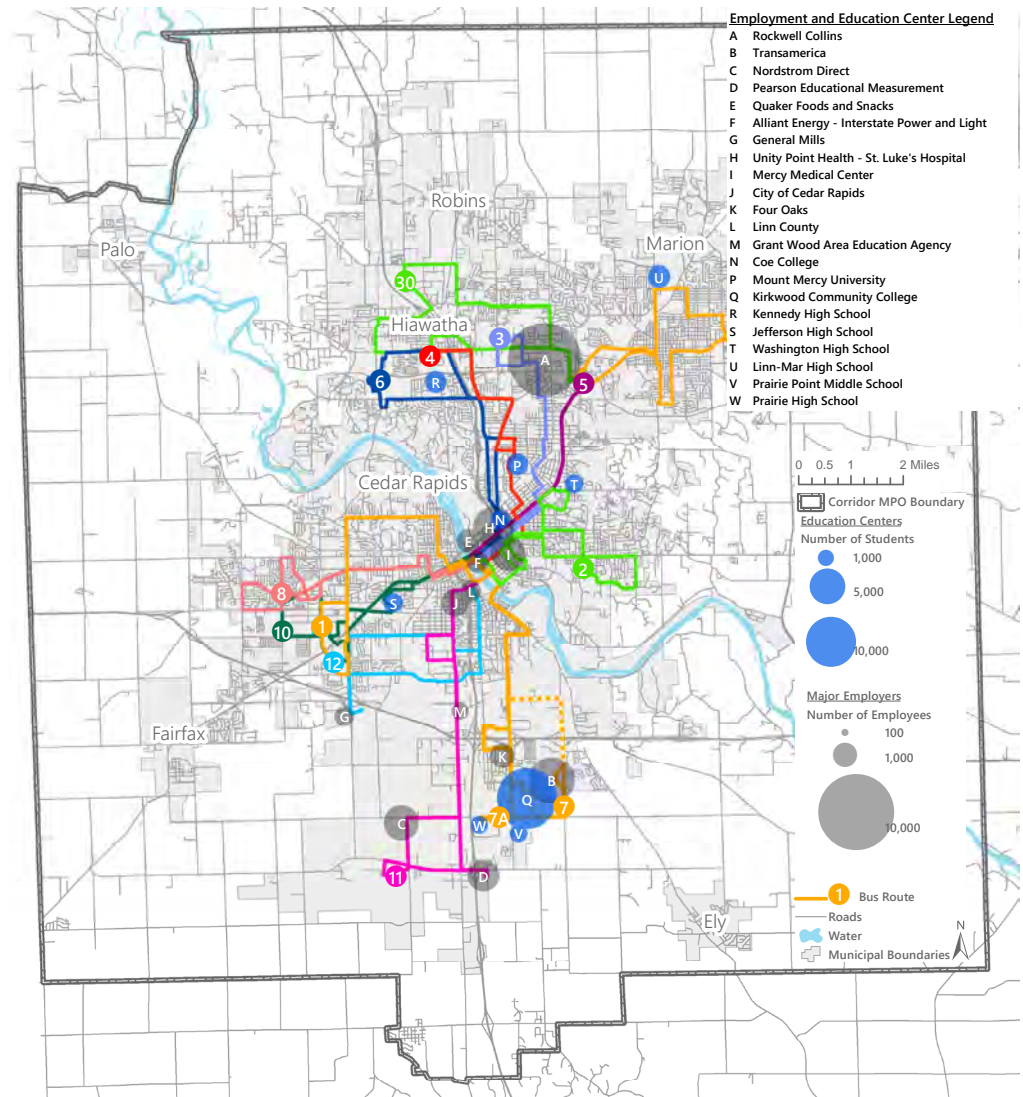 Employment and Education Center Legend
A Rockwell Collins
B Transamerica
C Nordstrom Direct
D Pearson Educational Measurement
E Quaker Foods and Snacks
F Alliant Energy - Interstate Power and Light
G General Mills
H Unity Point Health - St. Luke's Hospital
I Mercy Medical Center
J City of Cedar Rapids
K Four Oaks
L Linn County
M Grant Wood Area Education Agency
N Coe College
P Mount Mercy University
Q Kirkwood Community College
R Kennedy High School
S Jefferson High School
T Washington High School
U Linn-Mar High School
V Prairie Point Middle School
W Prairie High School
Robins
Palo
Marion
U
30
Hiawatha
3
4
A
6
R
5
P
Cedar Rapids
T
N
H
E
I
F
2
8
L
S
J
10
1
12
G
M
Fairfax
K
B
Q
7
7A
C
W
V
11
D
Ely
0 0.5 1 2 Miles
Corridor MPO Boundary
Education Centers
Number of Students
1,000
5,000
10,000
Major Employers
Number of Employees
100
1,000
10,000
1 Bus Route
Roads
Water
Municipal Boundaries
N